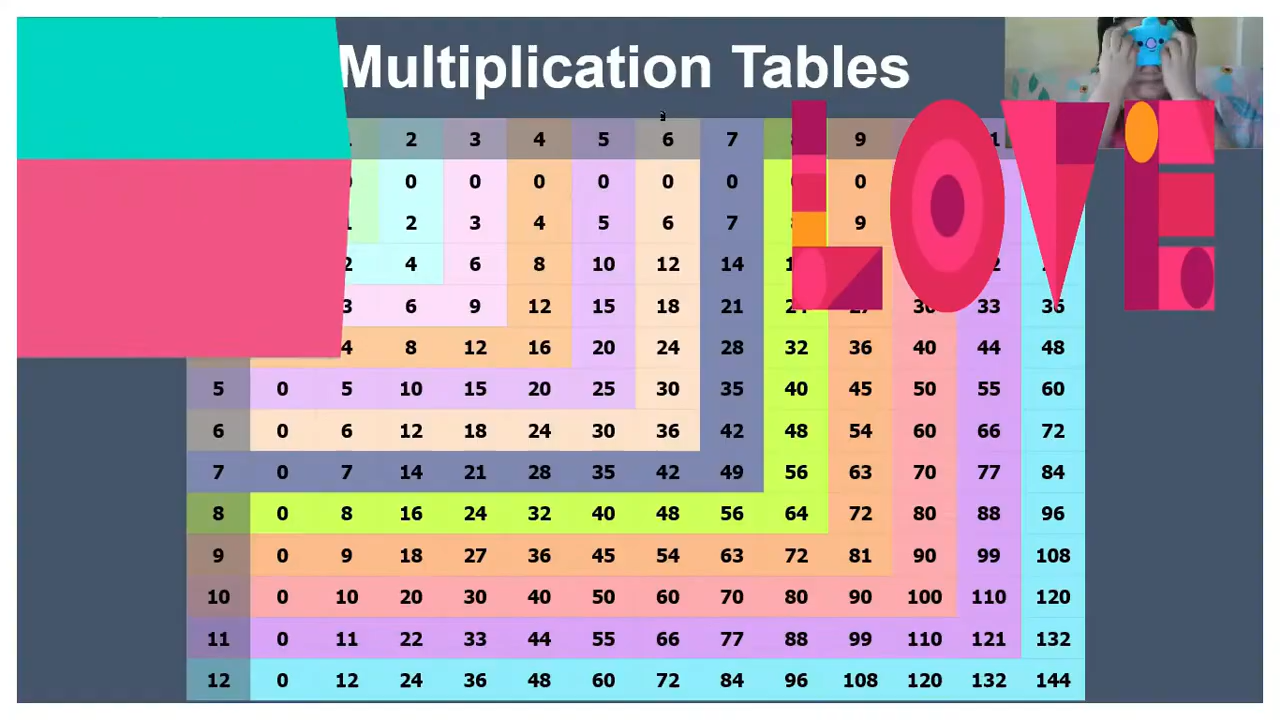 Multiplication Tables
LOVE
2 3 4 5 6 7 9
0 0 0 0 0 0 0
1 2 3 4 5 6 7 9
2 4 6 8 10 12 14
3 6 9 12 15 18 21 33 36
4 8 12 16 20 24 28 32 36 40 44 48
5 0 5 10 15 20 25 30 35 40 45 50 55 60
6 0 6 12 18 24 30 36 42 48 54 60 66 72
7 0 7 14 21 28 35 42 49 56 63 70 77 84
8 0 8 16 24 32 40 48 56 64 72 80 88 96
9 0 9 18 27 36 45 54 63 72 81 90 99 108
10 0 10 20 30 40 50 60 70 80 90 100 110 120
11 0 11 22 33 44 55 66 77 88 99 110 121 132
12 0 12 24 36 48 60 72 84 96 108 120 132 144